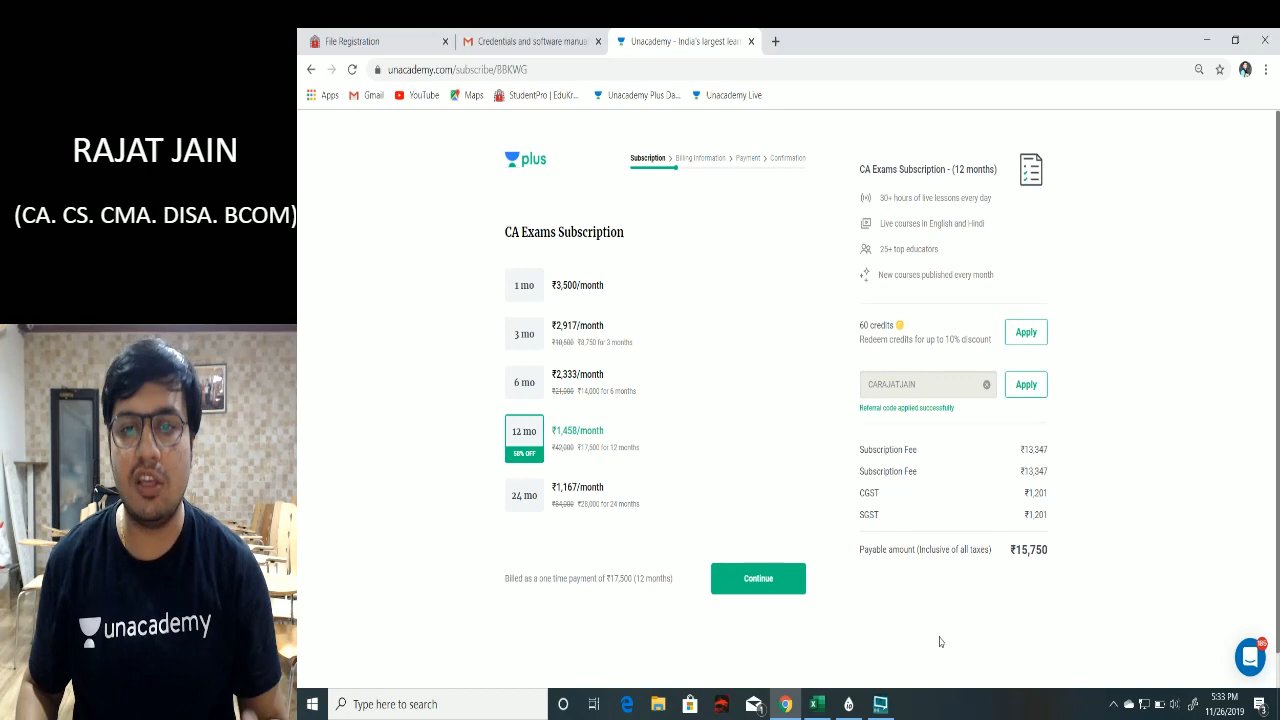 RAJAT JAIN
(CA. CS. CMA. DISA. BCOM)
unacademy
File Registration
Credentials and software manua
Unacademy - India's largest lear
unacademy.com/subscribe/BBKWG
Apps
Gmail
YouTube
Maps
StudentPro | EduKr...
Unacademy Plus Da...
Unacademy Live
plus
Subscription > Billing Information > Payment > Confirmation
CA Exams Subscription
1 mo
₹3,500/month
3 mo
₹2,917/month
₹10,500 ₹8,750 for 3 months
6 mo
₹2,333/month
₹21,000 ₹14,000 for 6 months
12 mo
58% OFF
₹1,458/month
₹42,000 ₹17,500 for 12 months
24 mo
₹1,167/month
₹84,000 ₹28,000 for 24 months
Billed as a one time payment of ₹17,500 (12 months)
Continue
CA Exams Subscription - (12 months)
30+ hours of live lessons every day
Live courses in English and Hindi
25+ top educators
New courses published every month
60 credits
Redeem credits for up to 10% discount
Apply
CARAJATJAIN
Apply
Referral code applied successfully
Subscription Fee ₹13,347
Subscription Fee ₹13,347
CGST ₹1,201
SGST ₹1,201
Payable amount (Inclusive of all taxes) ₹15,750
Type here to search
5:33 PM
11/26/2019